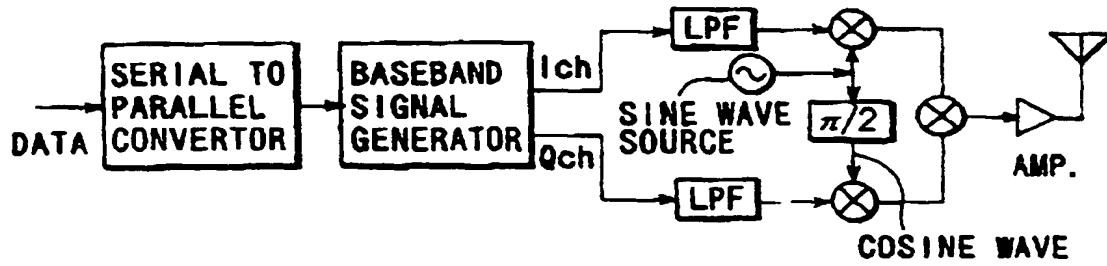 DATA
SERIAL TO
PARALLEL
CONVERTOR
BASEBAND
SIGNAL
GENERATOR
Ich
Qch
LPF
SINE WAVE
SOURCE
π/2
LPF
COSINE WAVE
AMP.